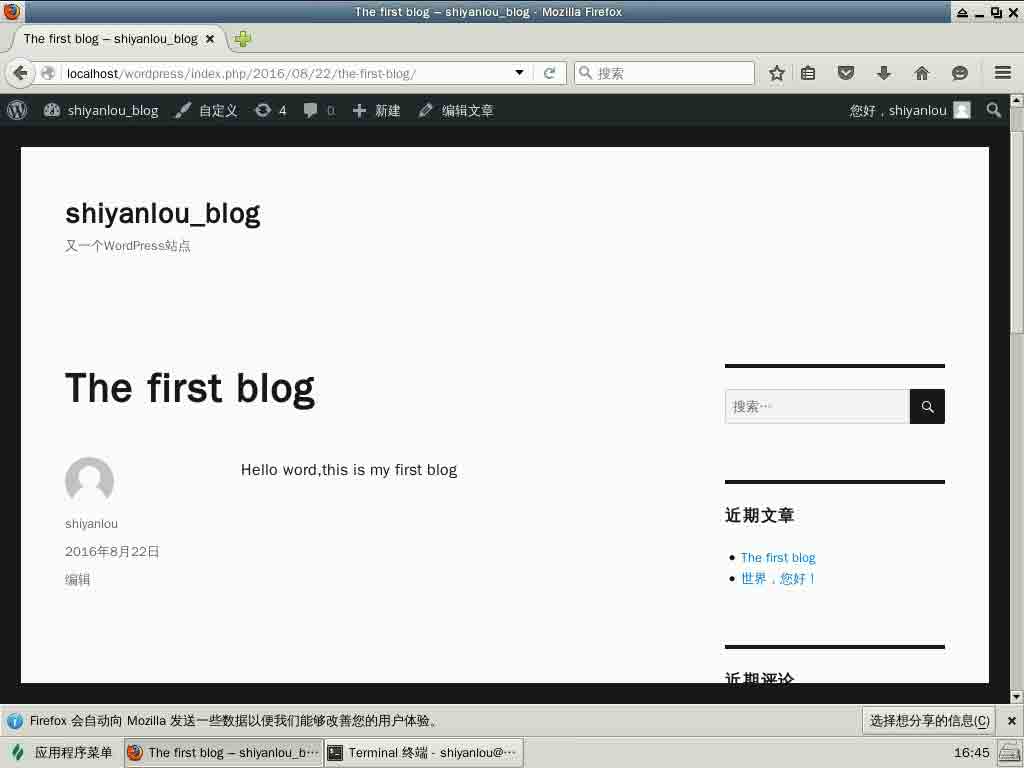 The first blog – shiyanlou_blog - Mozilla Firefox
The first blog – shiyanlou_blog
localhost/wordpress/index.php/2016/08/22/the-first-blog/
搜索
shiyanlou_blog 自定义 4 0 新建 编辑文章 您好，shiyanlou
shiyanlou_blog
又一个WordPress站点
The first blog
搜索…
Hello word,this is my first blog
shiyanlou
2016年8月22日
编辑
近期文章
The first blog
世界，您好！
近期评论
Firefox 会自动向 Mozilla 发送一些数据以便我们能够改善您的用户体验。 选择想分享的信息(C)
应用程序菜单 The first blog – shiyanlou_b… Terminal 终端 - shiyanlou@… 16:45